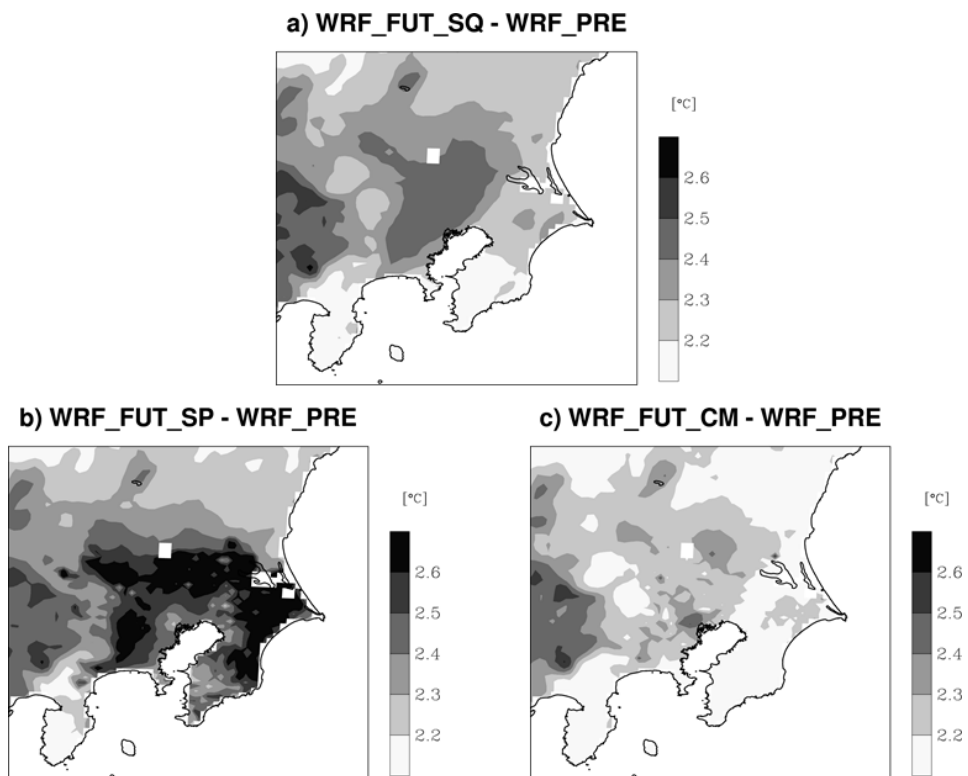 a) WRF_FUT_SQ - WRF_PRE
[°C]
2.6
2.5
2.4
2.3
2.2
b) WRF_FUT_SP - WRF_PRE
[°C]
2.6
2.5
2.4
2.3
2.2
c) WRF_FUT_CM - WRF_PRE
[°C]
2.6
2.5
2.4
2.3
2.2